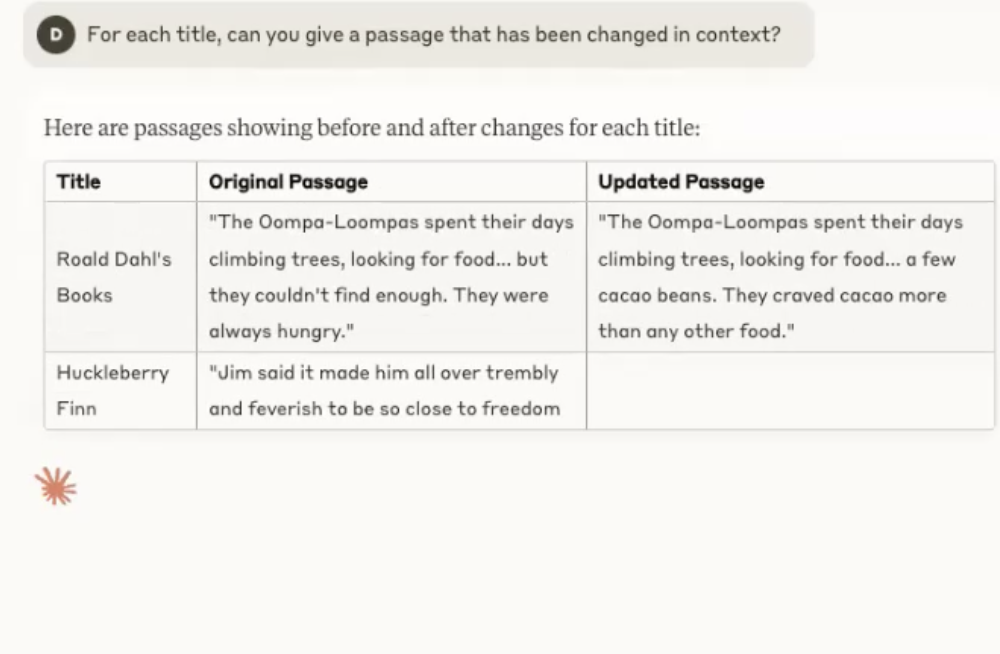 D
For each title, can you give a passage that has been changed in context?
Here are passages showing before and after changes for each title:
Title
Original Passage
Updated Passage
Roald Dahl's
Books
"The Oompa-Loompas spent their days
climbing trees, looking for food... but
they couldn't find enough. They were
always hungry."
"The Oompa-Loompas spent their days
climbing trees, looking for food... a few
cacao beans. They craved cacao more
than any other food."
Huckleberry
Finn
"Jim said it made him all over trembly
and feverish to be so close to freedom